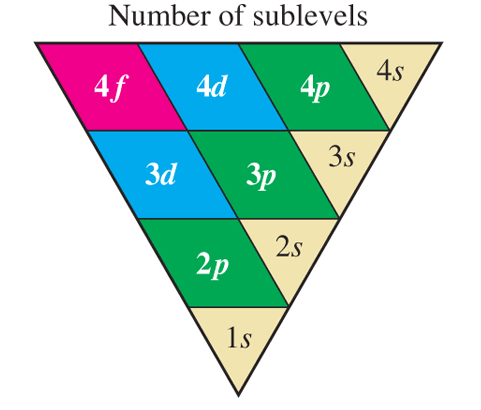 Number of sublevels
4f 4d 4p 4s
3d 3p 3s
2p 2s
1s